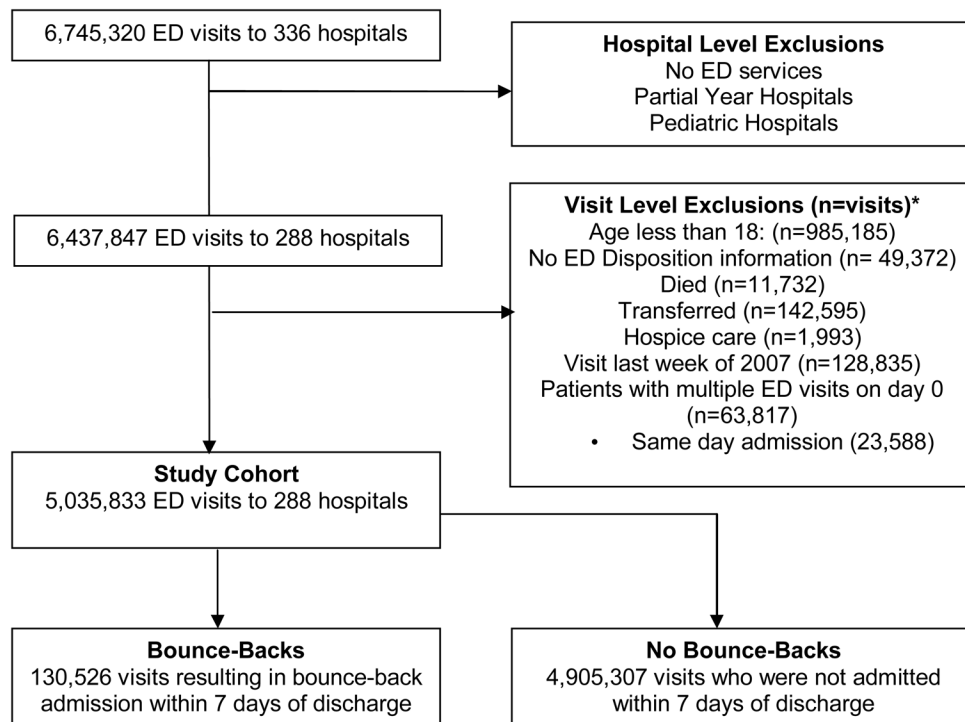 6,745,320 ED visits to 336 hospitals
Hospital Level Exclusions
No ED services
Partial Year Hospitals
Pediatric Hospitals
6,437,847 ED visits to 288 hospitals
Visit Level Exclusions (n=visits)*
Age less than 18: (n=985,185)
No ED Disposition information (n= 49,372)
Died (n=11,732)
Transferred (n=142,595)
Hospice care (n=1,993)
Visit last week of 2007 (n=128,835)
Patients with multiple ED visits on day 0
(n=63,817)
• Same day admission (23,588)
Study Cohort
5,035,833 ED visits to 288 hospitals
Bounce-Backs
130,526 visits resulting in bounce-back
admission within 7 days of discharge
No Bounce-Backs
4,905,307 visits who were not admitted
within 7 days of discharge